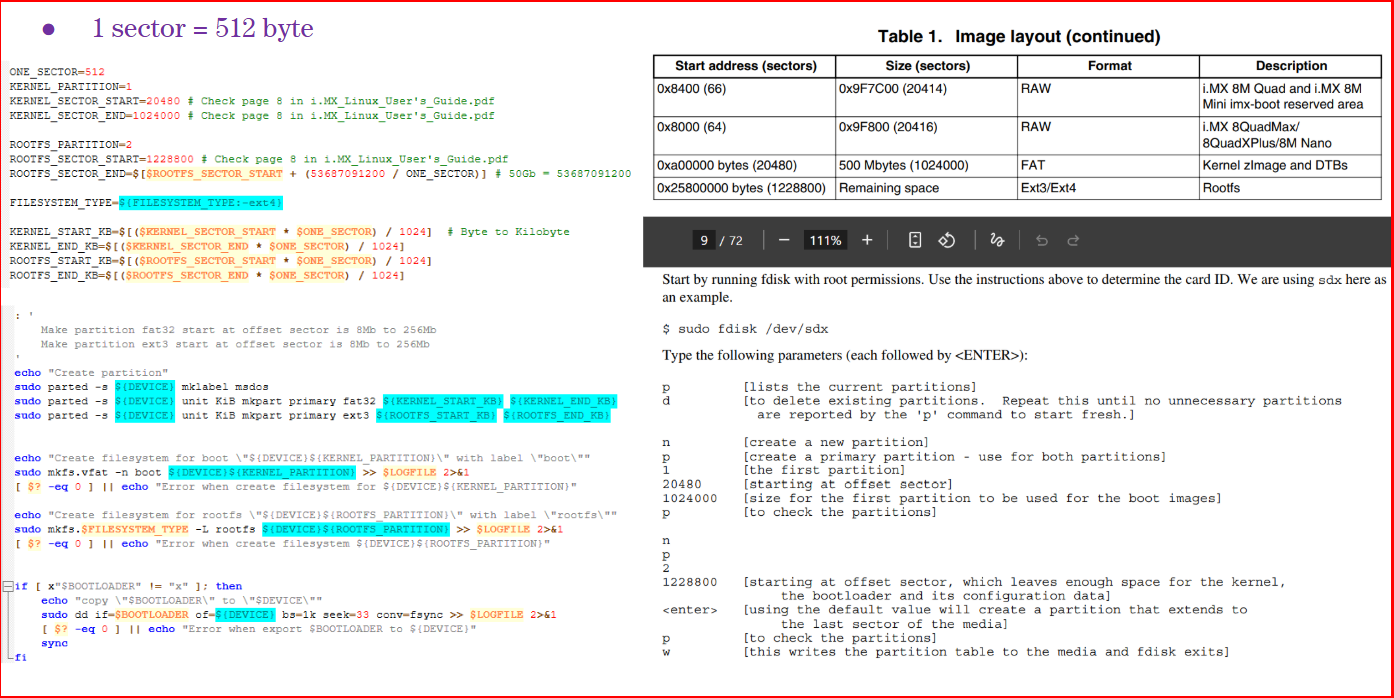 • 1 sector = 512 byte
ONE_SECTOR=512
KERNEL_PARTITION=1
KERNEL_SECTOR_START=20480 # Check page 8 in i.MX_Linux_User's_Guide.pdf
KERNEL_SECTOR_END=1024000 # Check page 8 in i.MX_Linux_User's_Guide.pdf
ROOTFS_PARTITION=2
ROOTFS_SECTOR_START=1228800 # Check page 8 in i.MX_Linux_User's_Guide.pdf
ROOTFS_SECTOR_END=$[$ROOTFS_SECTOR_START + (53687091200 / ONE_SECTOR)] # 50Gb = 53687091200
FILESYSTEM_TYPE=${FILESYSTEM_TYPE:-ext4}
KERNEL_START_KB=$[($KERNEL_SECTOR_START * $ONE_SECTOR) / 1024] # Byte to Kilobyte
KERNEL_END_KB=$[($KERNEL_SECTOR_END * $ONE_SECTOR) / 1024]
ROOTFS_START_KB=$[($ROOTFS_SECTOR_START * $ONE_SECTOR) / 1024]
ROOTFS_END_KB=$[($ROOTFS_SECTOR_END * $ONE_SECTOR) / 1024]
: '
Make partition fat32 start at offset sector is 8Mb to 256Mb
Make partition ext3 start at offset sector is 8Mb to 256Mb
'
echo "Create partition"
sudo parted -s ${DEVICE} mklabel msdos
sudo parted -s ${DEVICE} unit KiB mkpart primary fat32 ${KERNEL_START_KB} ${KERNEL_END_KB}
sudo parted -s ${DEVICE} unit KiB mkpart primary ext3 ${ROOTFS_START_KB} ${ROOTFS_END_KB}
echo "Create filesystem for boot \"${DEVICE}${KERNEL_PARTITION}\" with label \"boot\""
sudo mkfs.vfat -n boot ${DEVICE}${KERNEL_PARTITION} >> $LOGFILE 2>&1
[ $? -eq 0 ] || echo "Error when create filesystem for ${DEVICE}${KERNEL_PARTITION}"
echo "Create filesystem for rootfs \"${DEVICE}${ROOTFS_PARTITION}\" with label \"rootfs\""
sudo mkfs.$FILESYSTEM_TYPE -L rootfs ${DEVICE}${ROOTFS_PARTITION} >> $LOGFILE 2>&1
[ $? -eq 0 ] || echo "Error when create filesystem ${DEVICE}${ROOTFS_PARTITION}"
if [ x"$BOOTLOADER" != "x" ]; then
echo "copy \"$BOOTLOADER\" to \"$DEVICE\""
sudo dd if=$BOOTLOADER of=${DEVICE} bs=1k seek=33 conv=fsync >> $LOGFILE 2>&1
[ $? -eq 0 ] || echo "Error when export $BOOTLOADER to ${DEVICE}"
sync
fi
Table 1. Image layout (continued)
Start address (sectors) Size (sectors) Format Description
0x8400 (66) 0x9F7C00 (20414) RAW i.MX 8M Quad and i.MX 8M
Mini imx-boot reserved area
0x8000 (64) 0x9F800 (20416) RAW i.MX 8QuadMax/
8QuadXPlus/8M Nano
0xa00000 bytes (20480) 500 Mbytes (1024000) FAT Kernel zImage and DTBs
0x25800000 bytes (1228800) Remaining space Ext3/Ext4 Rootfs
9 / 72 — 111% +
Start by running fdisk with root permissions. Use the instructions above to determine the card ID. We are using sdx here as
an example.
$ sudo fdisk /dev/sdx
Type the following parameters (each followed by <ENTER>):
p [lists the current partitions]
d [to delete existing partitions. Repeat this until no unnecessary partitions
are reported by the 'p' command to start fresh.]
n [create a new partition]
p [create a primary partition - use for both partitions]
1 [the first partition]
20480 [starting at offset sector]
1024000 [size for the first partition to be used for the boot images]
p [to check the partitions]
n
p
2
1228800 [starting at offset sector, which leaves enough space for the kernel,
the bootloader and its configuration data]
<enter> [using the default value will create a partition that extends to
the last sector of the media]
p [to check the partitions]
w [this writes the partition table to the media and fdisk exits]